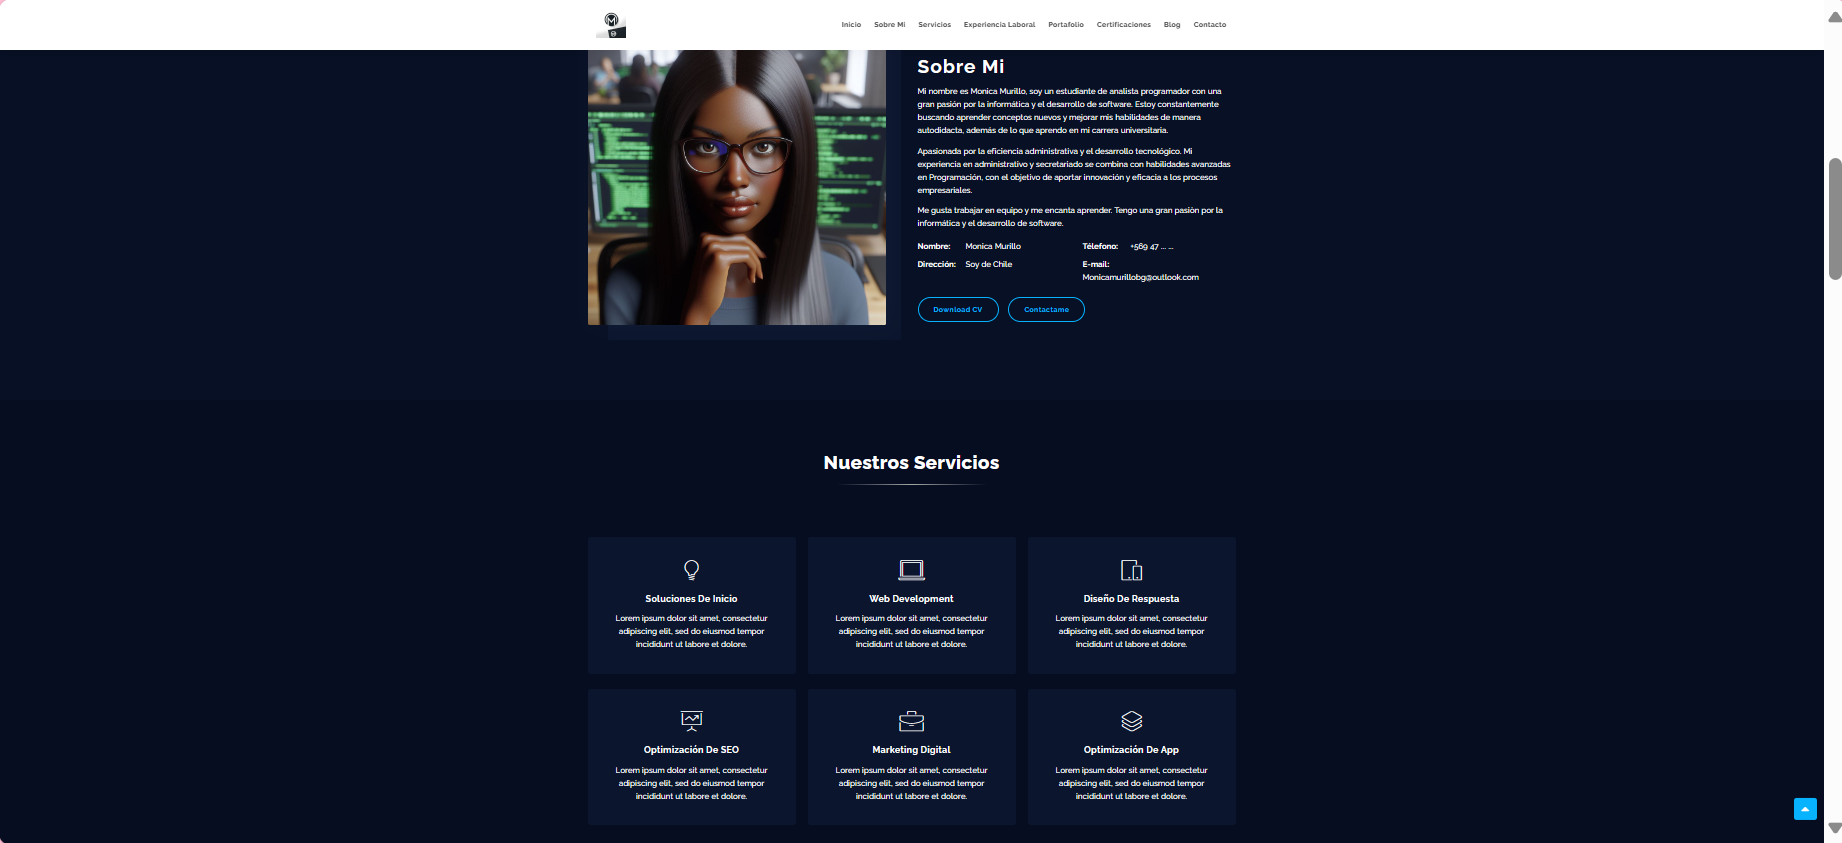 Inicio Sobre Mi Servicios Experiencia Laboral Portafolio Certificaciones Blog Contacto
Sobre Mi
Mi nombre es Monica Murillo, soy un estudiante de analista programador con una
gran pasión por la informática y el desarrollo de software. Estoy constantemente
buscando aprender conceptos nuevos y mejorar mis habilidades de manera
autodidacta, además de lo que aprendo en mi carrera universitaria.
Apasionada por la eficiencia administrativa y el desarrollo tecnológico. Mi
experiencia en administrativo y secretariado se combina con habilidades avanzadas
en Programación, con el objetivo de aportar innovación y eficacia a los procesos
empresariales.
Me gusta trabajar en equipo y me encanta aprender. Tengo una gran pasión por la
informática y el desarrollo de software.
Nombre: Monica Murillo Télefono: +569 47 ... ...
Dirección: Soy de Chile E-mail:
Monicamurillobg@outlook.com
Download CV Contactame
Nuestros Servicios
Soluciones De Inicio
Lorem ipsum dolor sit amet, consectetur
adipiscing elit, sed do eiusmod tempor
incididunt ut labore et dolore.
Web Development
Lorem ipsum dolor sit amet, consectetur
adipiscing elit, sed do eiusmod tempor
incididunt ut labore et dolore.
Diseño De Respuesta
Lorem ipsum dolor sit amet, consectetur
adipiscing elit, sed do eiusmod tempor
incididunt ut labore et dolore.
Optimización De SEO
Lorem ipsum dolor sit amet, consectetur
adipiscing elit, sed do eiusmod tempor
incididunt ut labore et dolore.
Marketing Digital
Lorem ipsum dolor sit amet, consectetur
adipiscing elit, sed do eiusmod tempor
incididunt ut labore et dolore.
Optimización De App
Lorem ipsum dolor sit amet, consectetur
adipiscing elit, sed do eiusmod tempor
incididunt ut labore et dolore.